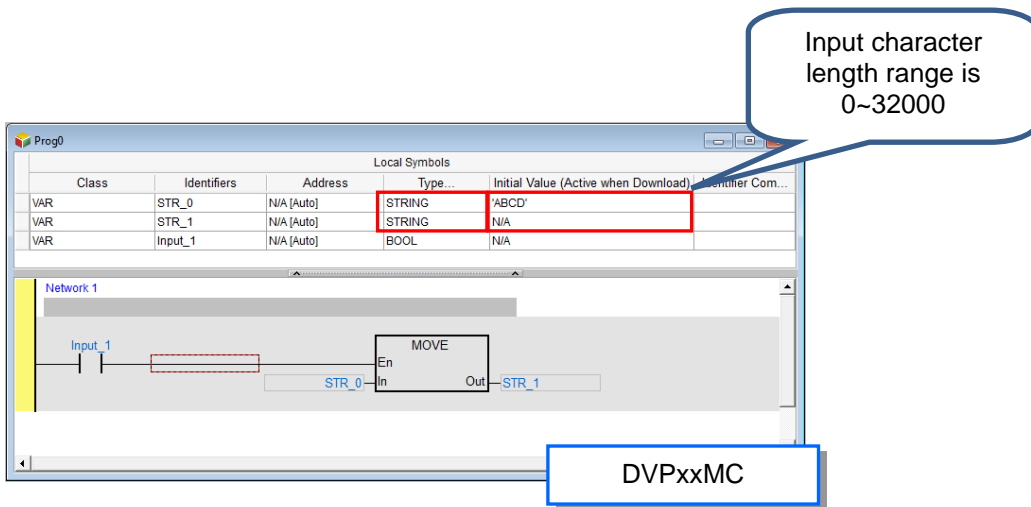 Input character
length range is
0~32000
Prog0
Local Symbols
Class Identifiers Address Type... Initial Value (Active when Download) Identifier Com...
VAR STR_0 N/A [Auto] STRING 'ABCD'
VAR STR_1 N/A [Auto] STRING N/A
VAR Input_1 N/A [Auto] BOOL N/A
Network 1
Input_1 MOVE
En
STR_0 In Out STR_1
DVPxxMC